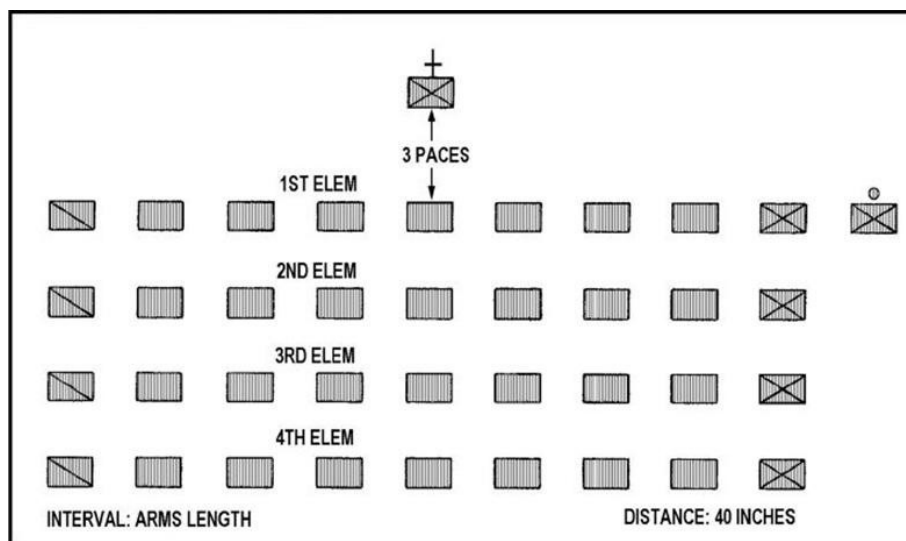 3 PACES
1ST ELEM
2ND ELEM
3RD ELEM
4TH ELEM
INTERVAL: ARMS LENGTH
DISTANCE: 40 INCHES